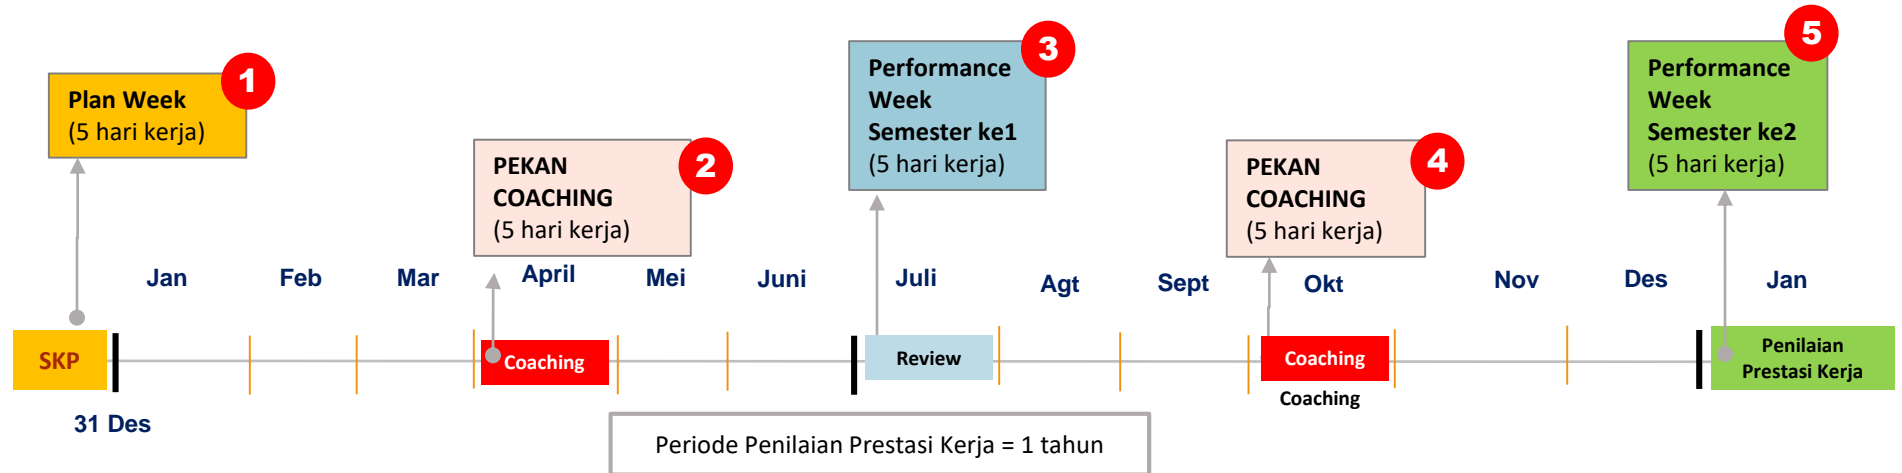 1
Plan Week
(5 hari kerja)
2
PEKAN
COACHING
(5 hari kerja)
3
Performance
Week
Semester ke1
(5 hari kerja)
4
PEKAN
COACHING
(5 hari kerja)
5
Performance
Week
Semester ke2
(5 hari kerja)
Jan Feb Mar April Mei Juni Juli Agt Sept Okt Nov Des Jan
SKP
Coaching
Review
Coaching
Coaching
Penilaian
Prestasi Kerja
31 Des
Periode Penilaian Prestasi Kerja = 1 tahun